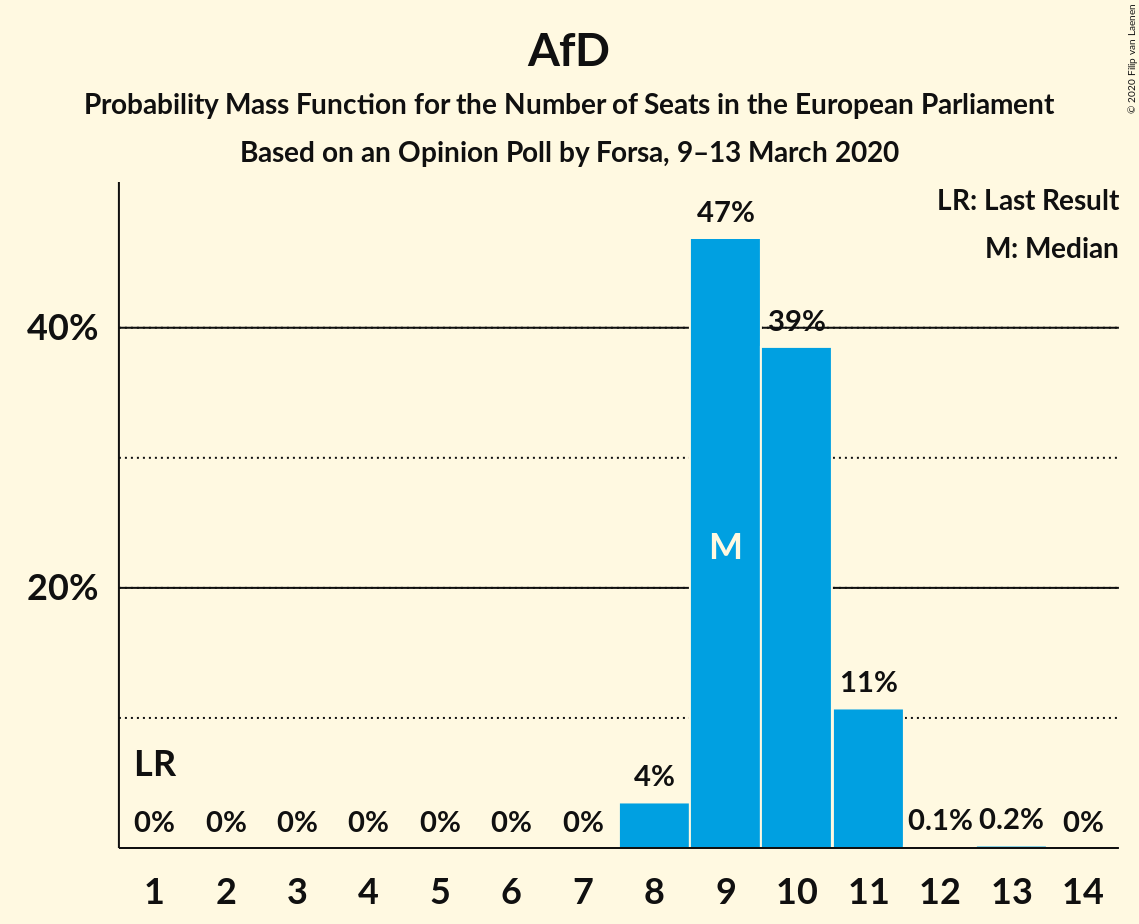 AfD
Probability Mass Function for the Number of Seats in the European Parliament
Based on an Opinion Poll by Forsa, 9–13 March 2020
© 2020 Filip van Laenen
LR: Last Result
M: Median
47%
40%
39%
M
20%
11%
LR
4%
0% 0% 0% 0% 0% 0% 0% 0.1% 0.2% 0%
1 2 3 4 5 6 7 8 9 10 11 12 13 14